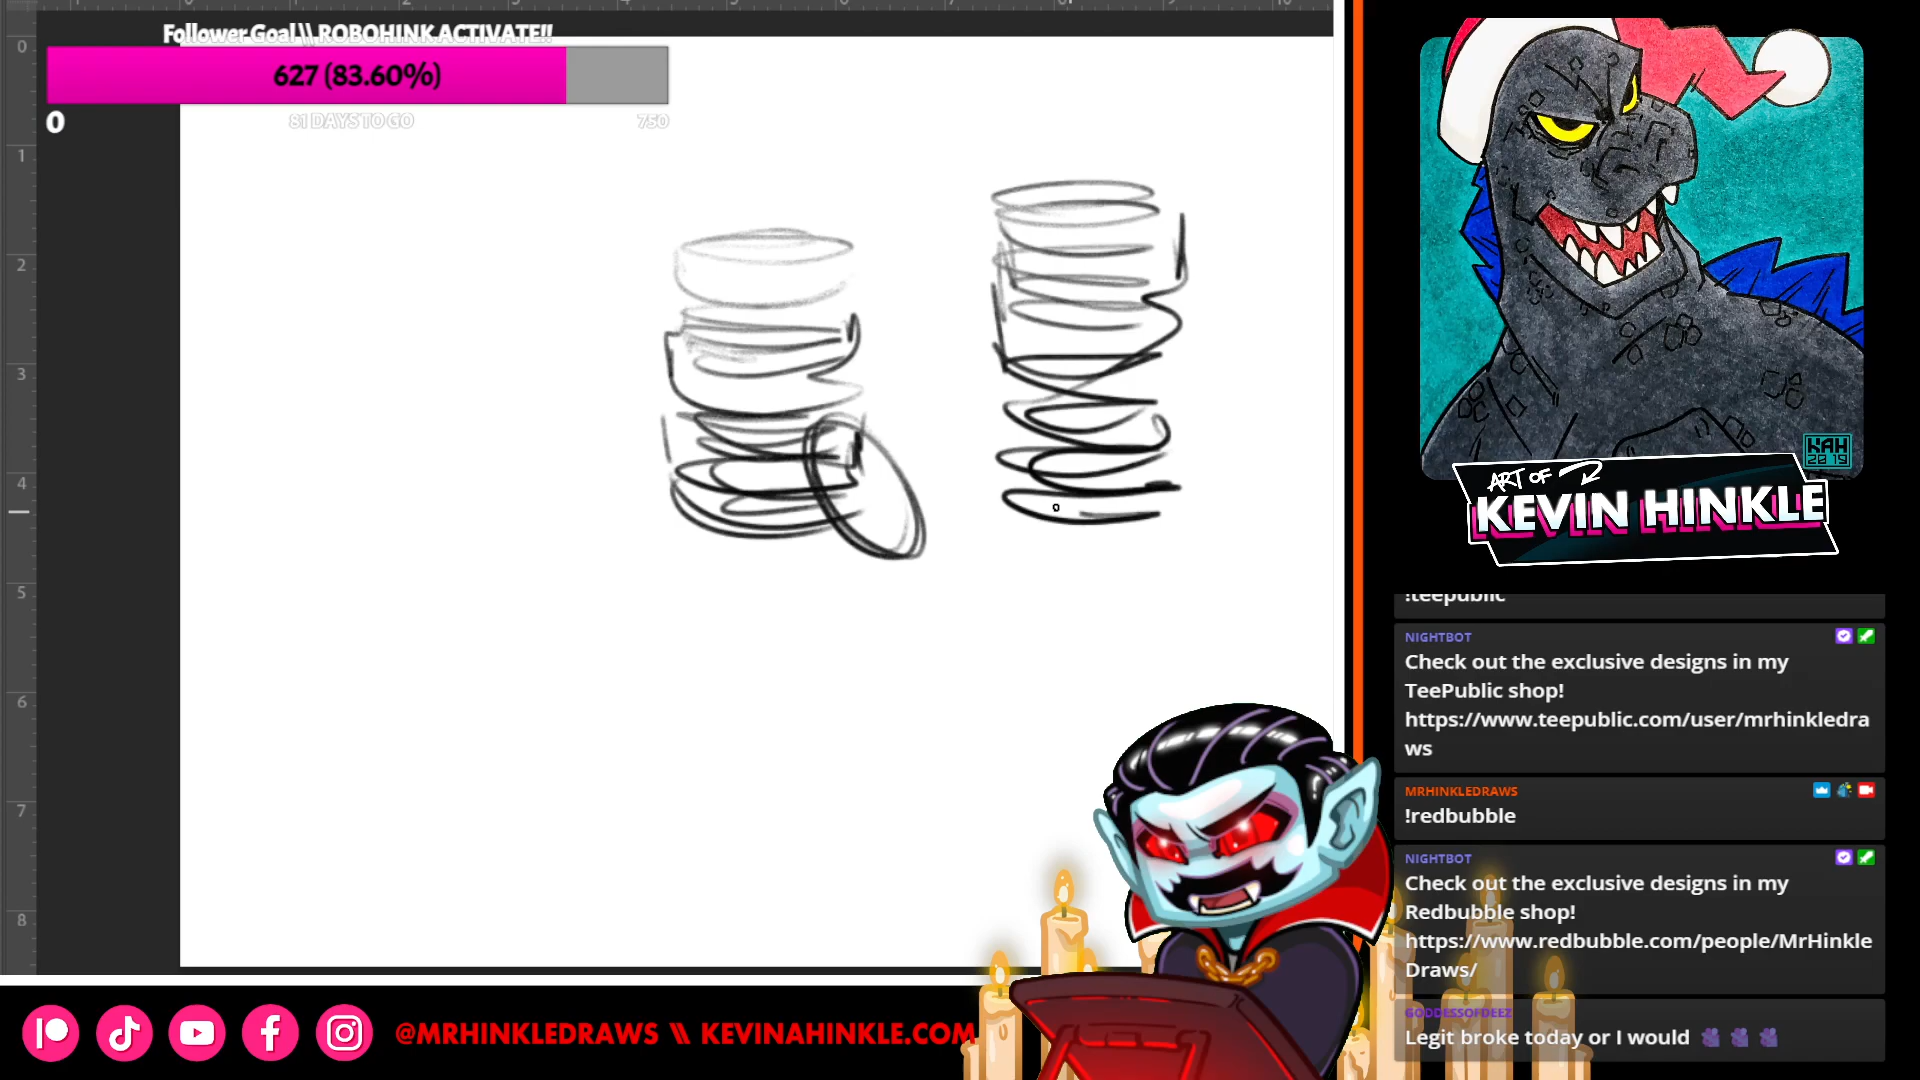 Follower Goal \\ ROBOHINK ACTIVATE!!
627 (83.60%)
0
81 DAYS TO GO
750
0
1
2
3
4
5
6
7
8
KAH
2019
ART OF
KEVIN HINKLE
!teepublic
NIGHTBOT
Check out the exclusive designs in my
TeePublic shop!
https://www.teepublic.com/user/mrhinkledra
ws
MRHINKLEDRAWS
!redbubble
NIGHTBOT
Check out the exclusive designs in my
Redbubble shop!
https://www.redbubble.com/people/MrHinkle
Draws/
GODDESSOFDEEZ
Legit broke today or I would
@MRHINKLEDRAWS \\ KEVINAHINKLE.COM